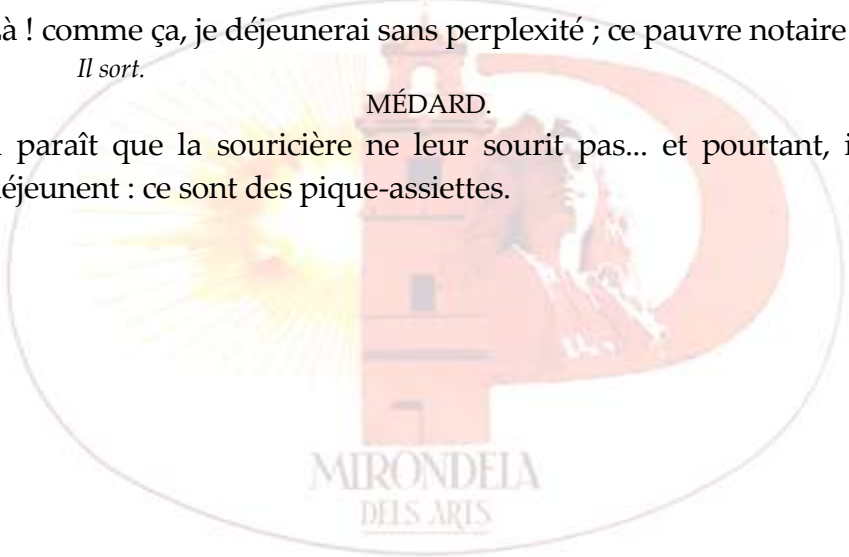 à ! comme ça, je déjeunerai sans perplexité ; ce pauvre notaire
Il sort.
MÉDARD.
paraît que la souricière ne leur sourit pas... et pourtant, i
éjeunent : ce sont des pique-assiettes.
MIRONDELA
DELS ARTS